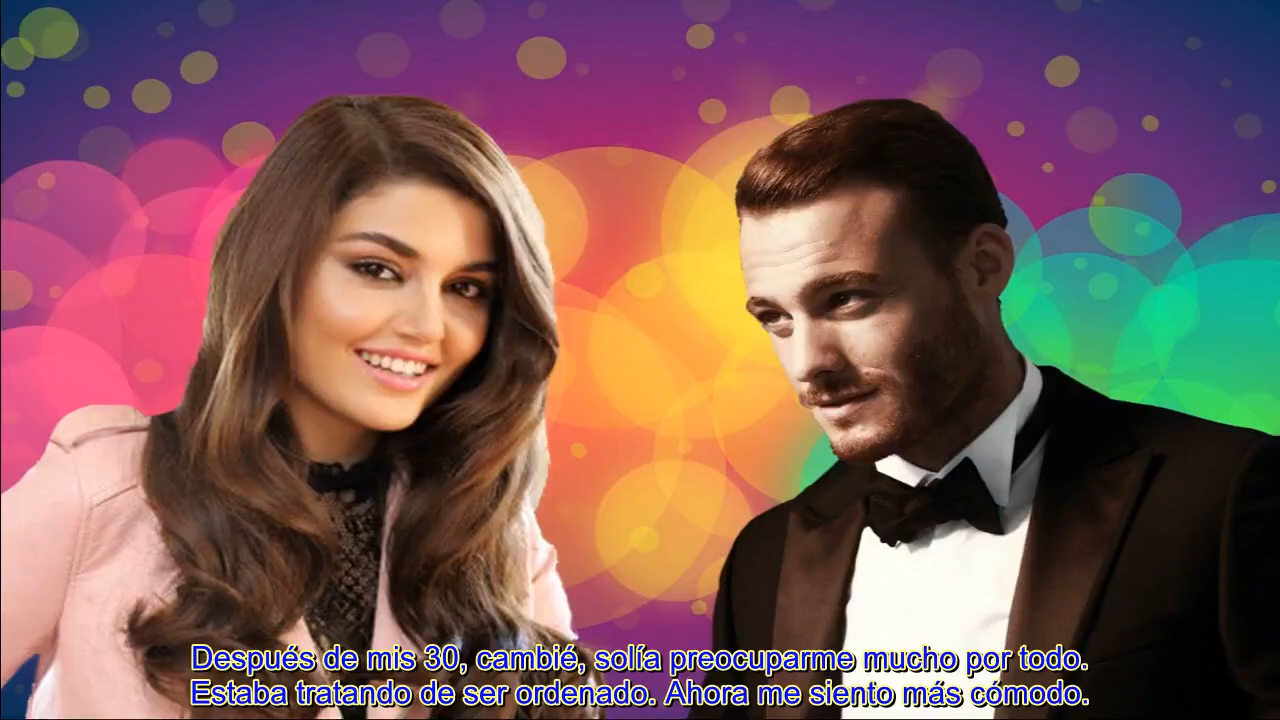 Después de mis 30, cambié, solía preocuparme mucho por todo.
Estaba tratando de ser ordenado. Ahora me siento más cómodo.